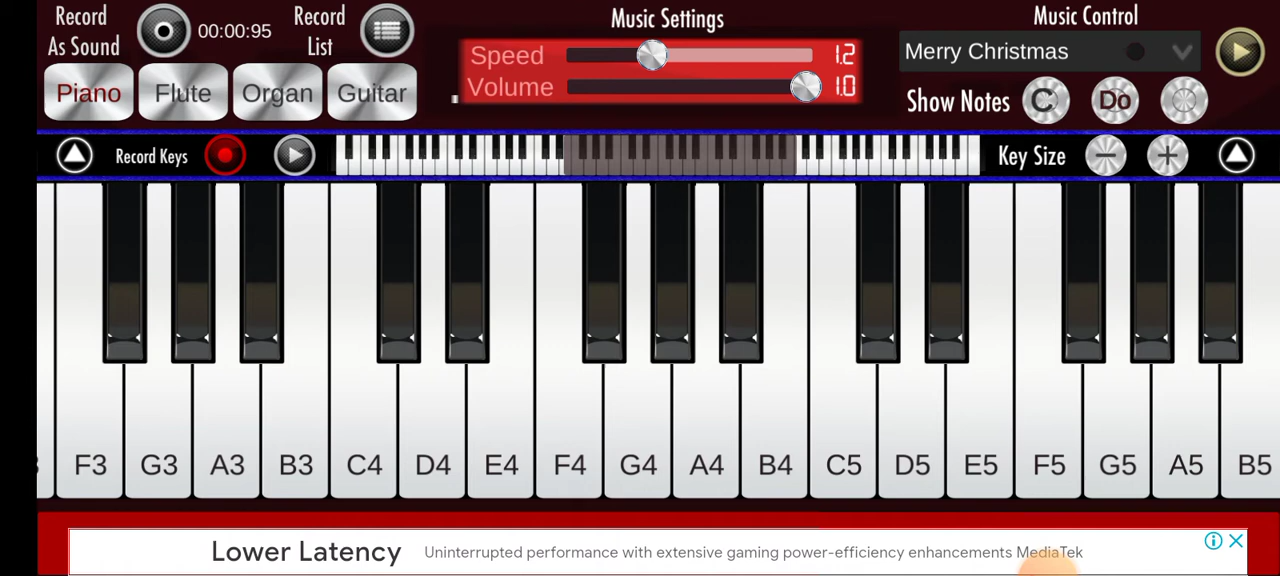 Record
As Sound
00:00:95
Record
List
Music Settings
Music Control
Speed 1.2
Volume 1.0
Merry Christmas
Piano Flute Organ Guitar
Show Notes C Do
Record Keys
Key Size
F3 G3 A3 B3 C4 D4 E4 F4 G4 A4 B4 C5 D5 E5 F5 G5 A5 B5
Lower Latency Uninterrupted performance with extensive gaming power-efficiency enhancements MediaTek